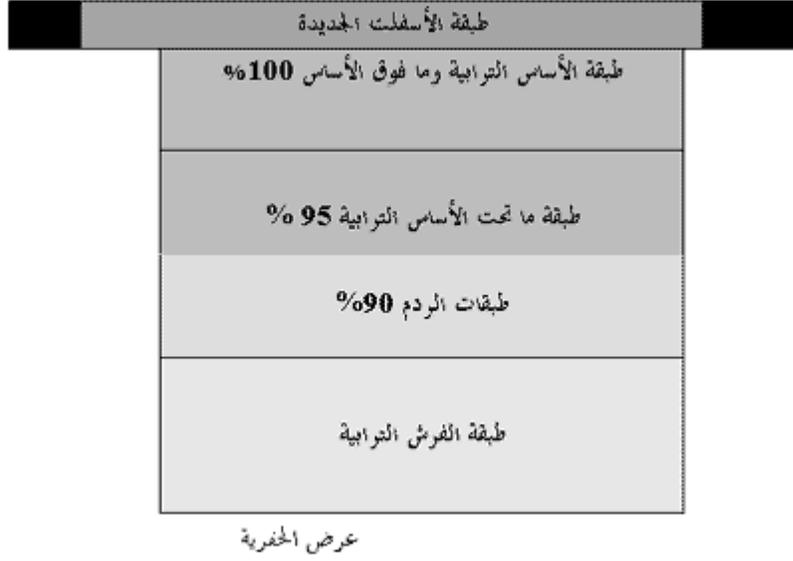 طبقة الأسفلت الجديدة
طبقة الأساس الترابية وما فوق الأساس 100%
طبقة ما تحت الأساس الترابية 95 %
طبقات الردم 90%
طبقة الفرش الترابية
عرض الحفرية